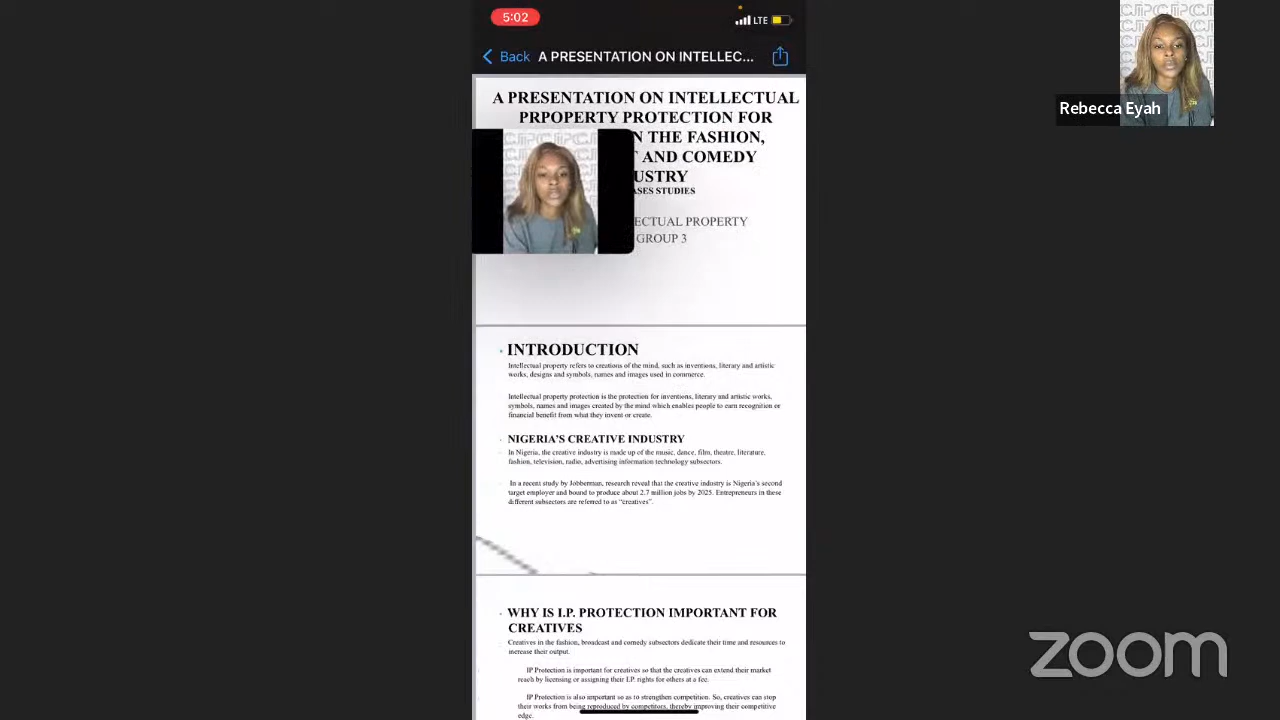 5:02
LTE
Back A PRESENTATION ON INTELLEC...
Rebecca Eyah
A PRESENTATION ON INTELLECTUAL
PRPOPERTY PROTECTION FOR
N THE FASHION,
AND COMEDY
USTRY
ASES STUDIES
ECTUAL PROPERTY
GROUP 3
INTRODUCTION
Intellectual property refers to creations of the mind, such as inventions, literary and artistic
works, designs and symbols, names and images used in commerce.
Intellectual property protection is the protection for inventions, literary and artistic works,
symbols, names and images created by the mind which enables people to earn recognition or
financial benefit from what they invent or create.
NIGERIA'S CREATIVE INDUSTRY
In Nigeria, the creative industry is made up of the music, dance, film, theatre, literature,
fashion, television, radio, advertising information technology subsectors.
In a recent study by Jobberman, research reveal that the creative industry is Nigeria's second
target employer and bound to produce about 2.7 million jobs by 2025. Entrepreneurs in these
different subsectors are referred to as "creatives".
WHY IS I.P. PROTECTION IMPORTANT FOR
CREATIVES
Creatives in the fashion, broadcast and comedy subsectors dedicate their time and resources to
increase their output.
IP Protection is important for creatives so that the creatives can extend their market
reach by licensing or assigning their I.P. rights for others at a fee.
IP Protection is also important so as to strengthen competition. So, creatives can stop
their works from being reproduced by competitors, thereby improving their competitive
edge.
zoom